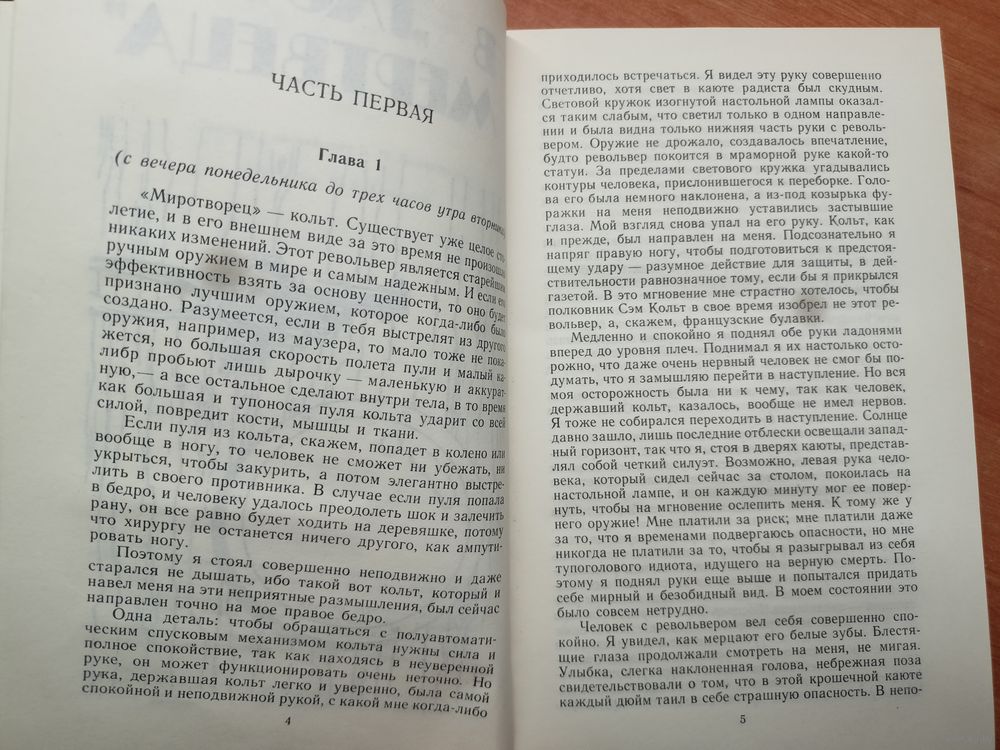 ЧАСТЬ ПЕРВАЯ
Глава 1
(с вечера понедельника до трех часов утра вторника)
«Миротворец» — кольт. Существует уже целое сто-
летие, и в его внешнем виде за это время не произошло
никаких изменений. Этот револьвер является старейшим
ручным оружием в мире и самым надежным. И если его
эффективность взять за основу ценности, то оно будет
признано лучшим оружием, которое когда-либо было
создано. Разумеется, если в тебя выстрелят из другого
оружия, например, из маузера, то мало тоже не пока-
жется, но большая скорость полета пули и малый ка-
либр пробьют лишь дырочку — маленькую и аккурат-
ную,— а все остальное сделают внутри тела, в то время
как большая и тупоносая пуля кольта ударит со всей
силой, повредит кости, мышцы и ткани.
Если пуля из кольта, скажем, попадет в колено или
вообще в ногу, то человек не сможет ни убежать, ни
укрыться, чтобы закурить, а потом элегантно выстре-
лить в своего противника. В случае если пуля попала
в бедро, и человеку удалось преодолеть шок и залечить
рану, он все равно будет ходить на деревяшке, потому
что хирургу не останется ничего другого, как ампути-
ровать ногу.
Поэтому я стоял совершенно неподвижно и даже
старался не дышать, ибо такой вот кольт, который и
навел меня на эти неприятные размышления, был сейчас
направлен точно на мое правое бедро.
Одна деталь: чтобы обращаться с полуавтомати-
ческим спусковым механизмом кольта нужны сила и
полное спокойствие, так как находясь в неуверенной
руке, он может функционировать очень неточно. Но
рука, державшая кольт легко и уверенно, была самой
спокойной и неподвижной рукой, с какой мне когда-либо
4
приходилось встречаться. Я видел эту руку совершенно
отчетливо, хотя свет в каюте радиста был скудным.
Световой кружок изогнутой настольной лампы оказал-
ся таким слабым, что светил только в одном направле-
нии и была видна только нижняя часть руки с револь-
вером. Оружие не дрожало, создавалось впечатление,
будто револьвер покоится в мраморной руке какой-то
статуи. За пределами светового кружка угадывались
контуры человека, прислонившегося к переборке. Голо-
ва его была немного наклонена, а из-под козырька фу-
ражки на меня неподвижно уставились застывшие
глаза. Мой взгляд снова упал на его руку. Кольт, как
и прежде, был направлен на меня. Подсознательно я
напряг правую ногу, чтобы подготовиться к предстоя-
щему удару — разумное действие для защиты, в дей-
ствительности равнозначное тому, если бы я прикрылся
газетой. В это мгновение мне страстно хотелось, чтобы
полковник Сэм Кольт в свое время изобрел не этот ре-
вольвер, а, скажем, французские булавки.
Медленно и спокойно я поднял обе руки ладонями
вперед до уровня плеч. Поднимал я их настолько осто-
рожно, что даже очень нервный человек не смог бы по-
думать, что я замышляю перейти в наступление. Но вся
моя осторожность была ни к чему, так как человек,
державший кольт, казалось, вообще не имел нервов.
Я тоже не собирался переходить в наступление. Солнце
давно зашло, лишь последние отблески освещали запад-
ный горизонт, так что я, стоя в дверях каюты, представ-
лял собой четкий силуэт. Возможно, левая рука чело-
века, который сидел сейчас за столом, покоилась на
настольной лампе, и он каждую минуту мог ее повер-
нуть, чтобы на мгновение ослепить меня. К тому же у
него оружие! Мне платили за риск; мне платили даже
за то, что я временами подвергаюсь опасности, но мне
никогда не платили за то, чтобы я разыгрывал из себя
тупоголового идиота, идущего на верную смерть. По-
этому я поднял руки еще выше и попытался придать
себе мирный и безобидный вид. В моем состоянии это
было совсем нетрудно.
Человек с револьвером вел себя совершенно спо-
койно. Я увидел, как мерцают его белые зубы. Блестя-
щие глаза продолжали смотреть на меня, не мигая.
Улыбка, слегка наклоненная голова, небрежная поза
свидетельствовали о том, что в этой крошечной каюте
каждый дюйм таил в себе страшную опасность. В непо-
5